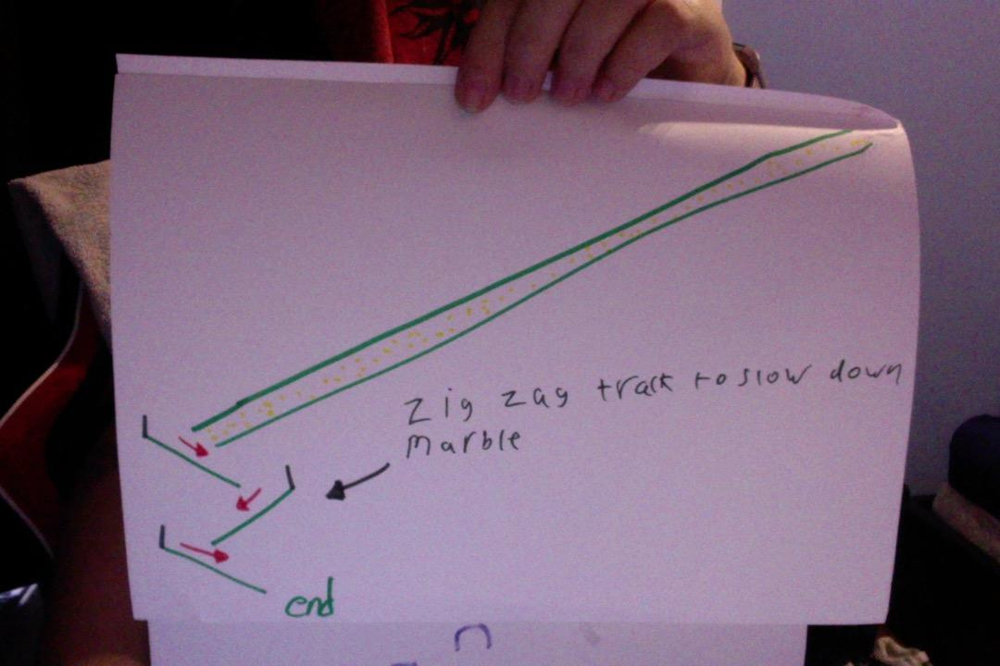 Zig zag track to slow down
marble
end